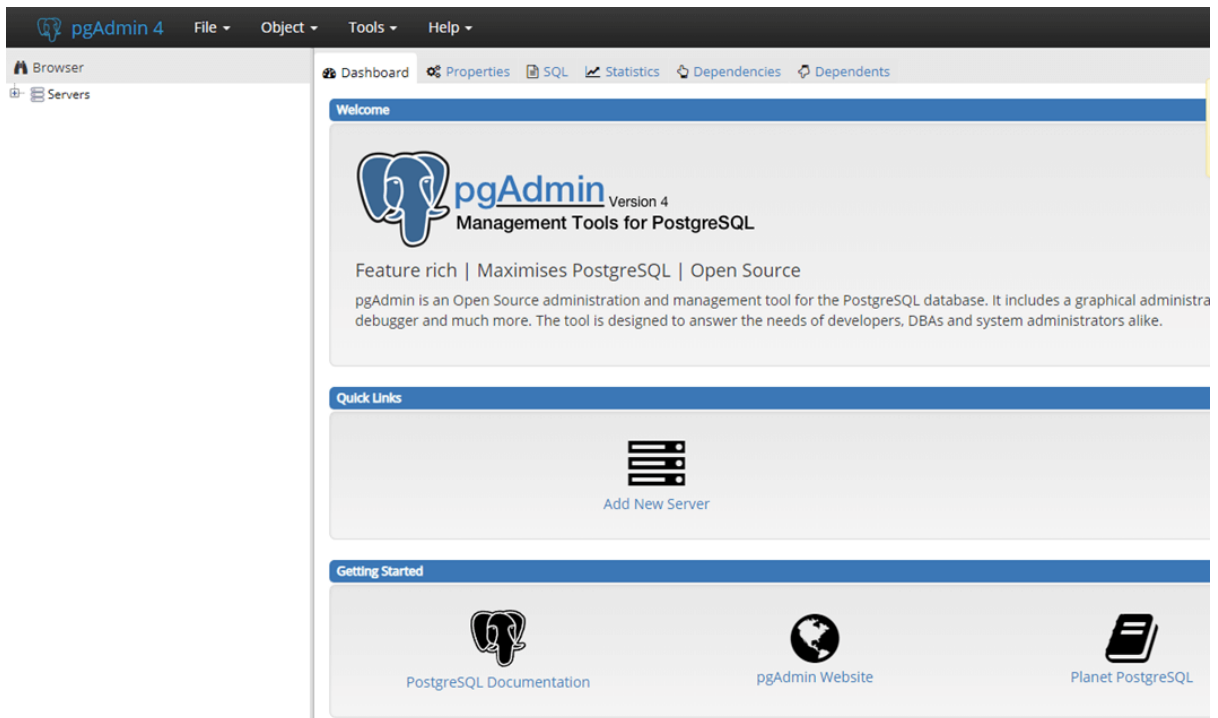 pgAdmin 4 File Object Tools Help
Browser
Servers
Dashboard Properties SQL Statistics Dependencies Dependents
Welcome
pgAdmin Version 4
Management Tools for PostgreSQL
Feature rich | Maximises PostgreSQL | Open Source
pgAdmin is an Open Source administration and management tool for the PostgreSQL database. It includes a graphical administra
debugger and much more. The tool is designed to answer the needs of developers, DBAs and system administrators alike.
Quick Links
Add New Server
Getting Started
PostgreSQL Documentation
pgAdmin Website
Planet PostgreSQL